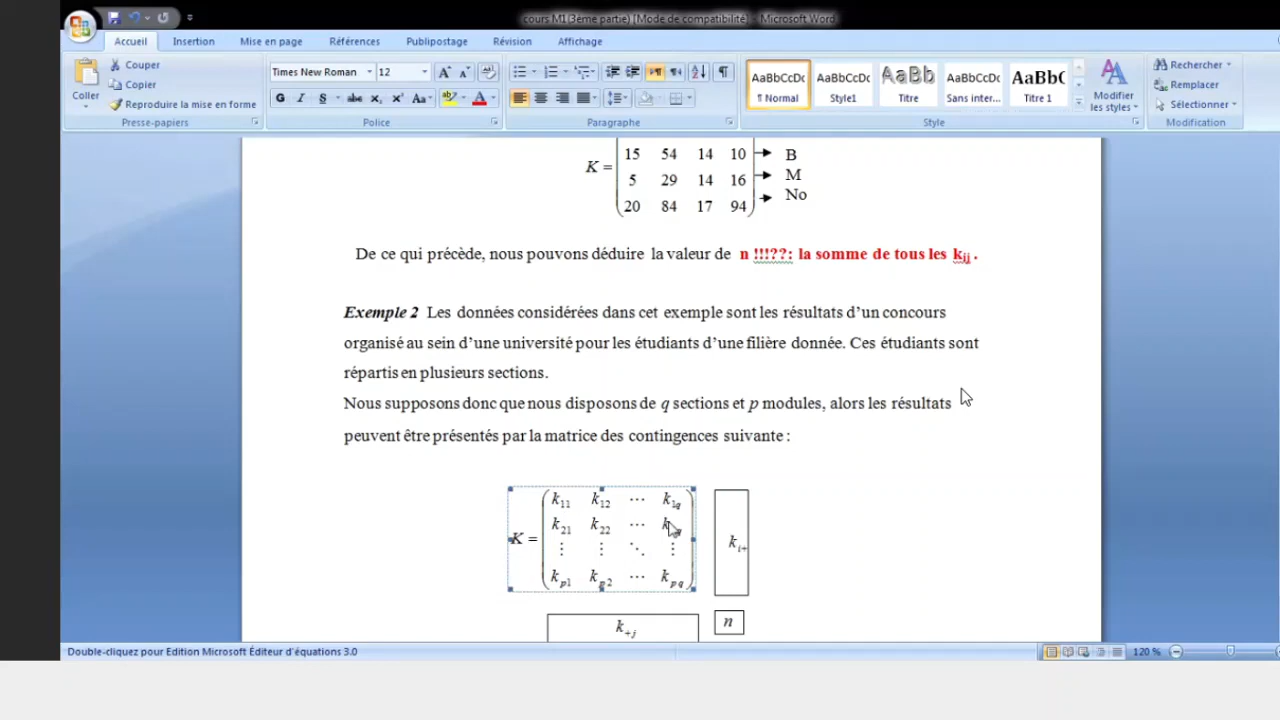 cours M1(3ème partie) [Mode de compatibilité] - Microsoft Word
Accueil Insertion Mise en page Références Publipostage Révision Affichage
Coller
Couper
Copier
Reproduire la mise en forme
Presse-papiers
Times New Roman 12
G I S abc x₂ x² Aa
Police
Paragraphe
AaBbCcDc AaBbCcDc AaBb AaBbCcDc AaBbC
¶ Normal Style1 Titre Sans inter... Titre 1
Modifier les styles
Style
Rechercher
Remplacer
Sélectionner
Modification
15 54 14 10 B
K = 5 29 14 16 M
20 84 17 94 No
De ce qui précède, nous pouvons déduire la valeur de n !!!??: la somme de tous les kij .
Exemple 2 Les données considérées dans cet exemple sont les résultats d’un concours
organisé au sein d’une université pour les étudiants d’une filière donnée. Ces étudiants sont
répartis en plusieurs sections.
Nous supposons donc que nous disposons de q sections et p modules, alors les résultats
peuvent être présentés par la matrice des contingences suivante :
k11 k12 ⋯ k1q
k21 k22 ⋯
K = ⋮ ⋮ ⋱ ⋮ ki+
kp1 kp2 ⋯ kpq
k+j n
Double-cliquez pour Edition Microsoft Éditeur d'équations 3.0
120 %